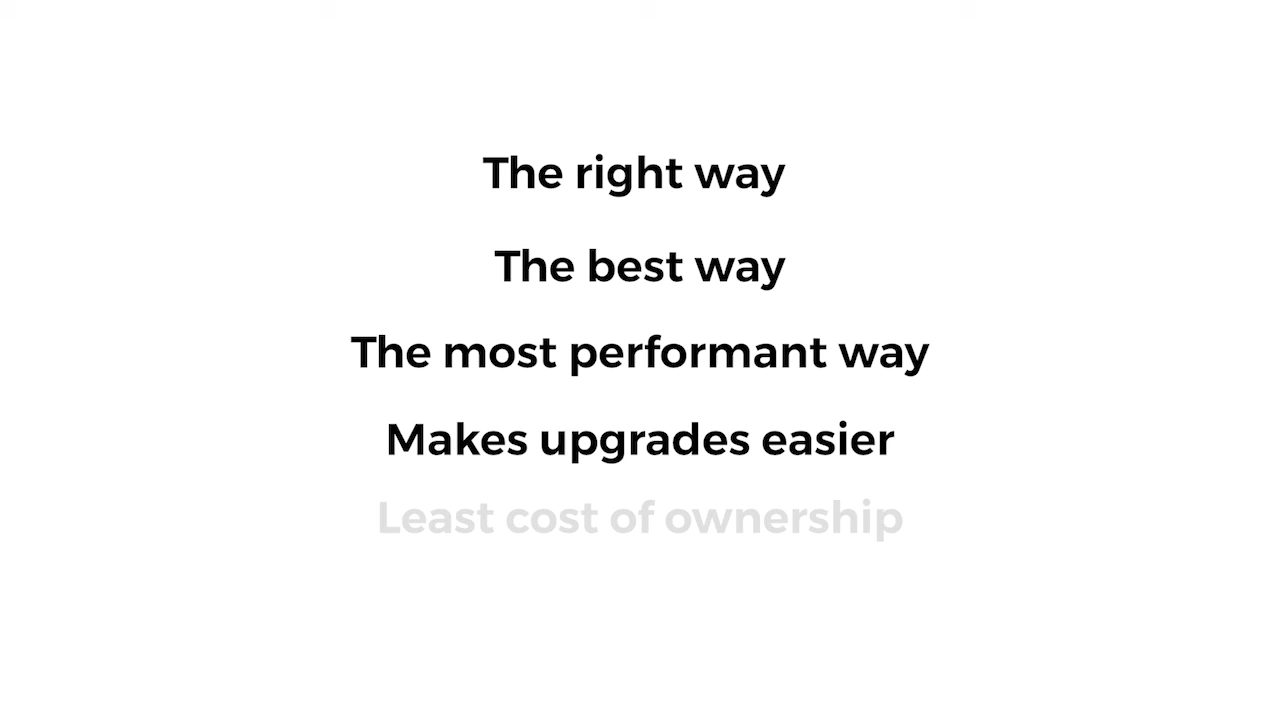 The right way
The best way
The most performant way
Makes upgrades easier
Least cost of ownership